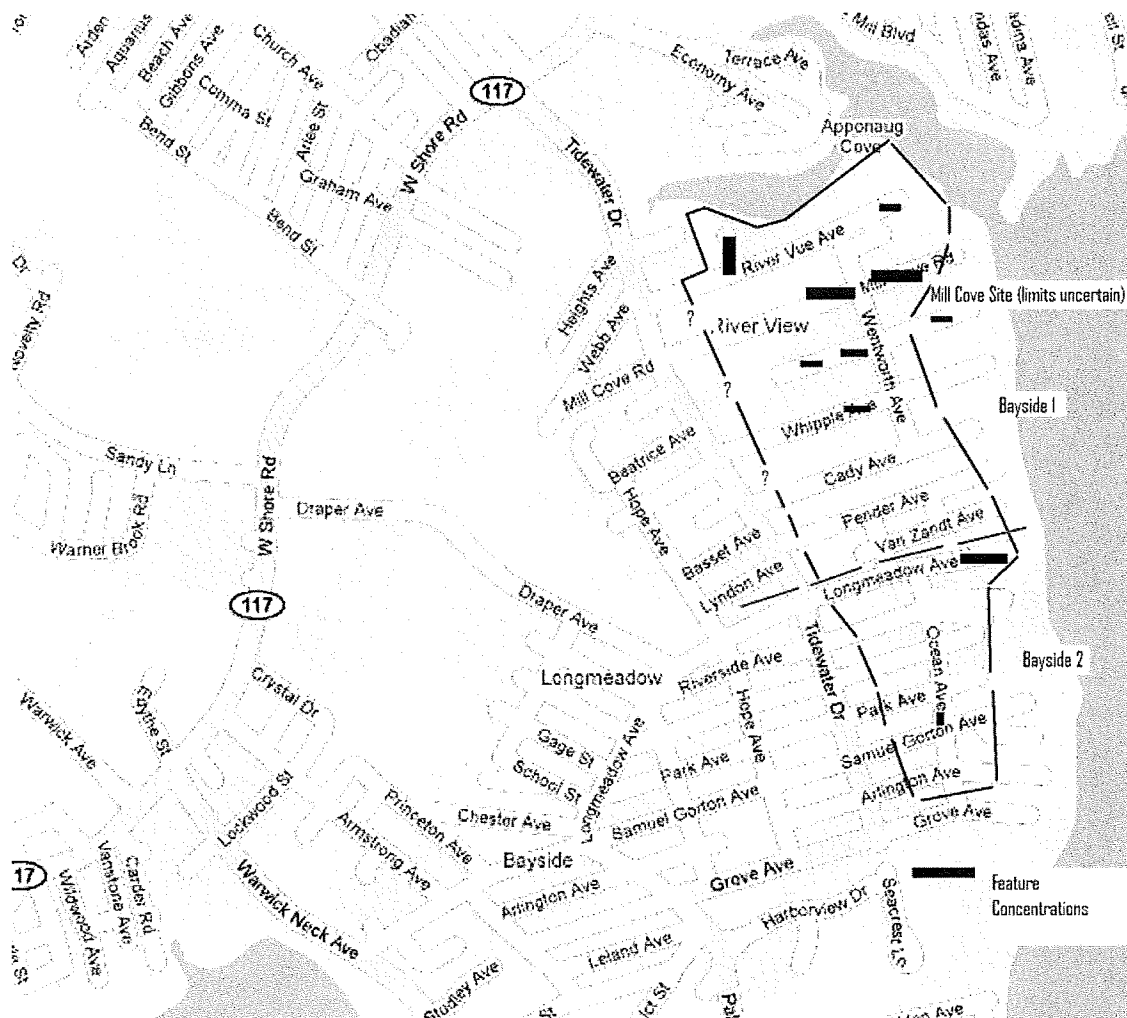 Arden
Aquarius
Beach Ave
Gibbons Ave
Church Ave
Comma St
Arlee St
Obadiah
Bend St
Graham Ave
Bend St
W Shore Rd
117
Tidewater Dr
Economy Ave
Terrace Ave
Mill Blvd
Apponaug
Cove
Dr
Novelty Rd
Heights Ave
Webb Ave
Mill Cove Rd
River Vue Ave
River View
Wentworth Ave
Mill Cove Site (limits uncertain)
?
?
?
Whipple Ave
Bayside 1
Beatrice Ave
Hope Ave
Cady Ave
Pender Ave
Van Zandt Ave
Basset Ave
Lyndon Ave
Longmeadow Ave
Sandy Ln
W Shore Rd
Draper Ave
Warner Brook Rd
117
Draper Ave
Longmeadow
Riverside Ave
Tidewater Dr
Hope Ave
Ocean Ave
Bayside 2
Park Ave
Samuel Gorton Ave
Arlington Ave
Grove Ave
Warwick Ave
Crystal Dr
Gage St
School St
Longmeadow Ave
Park Ave
Samuel Gorton Ave
Lockwood St
Princeton Ave
Armstrong Ave
Chester Ave
Bayside
Arlington Ave
Grove Ave
Harborview Dr
Seacrest Ln
Feature
Concentrations
17
Wildwood Ave
Vanstone Ave
Carder Rd
Warwick Neck Ave
Leland Ave
Studley Ave
St